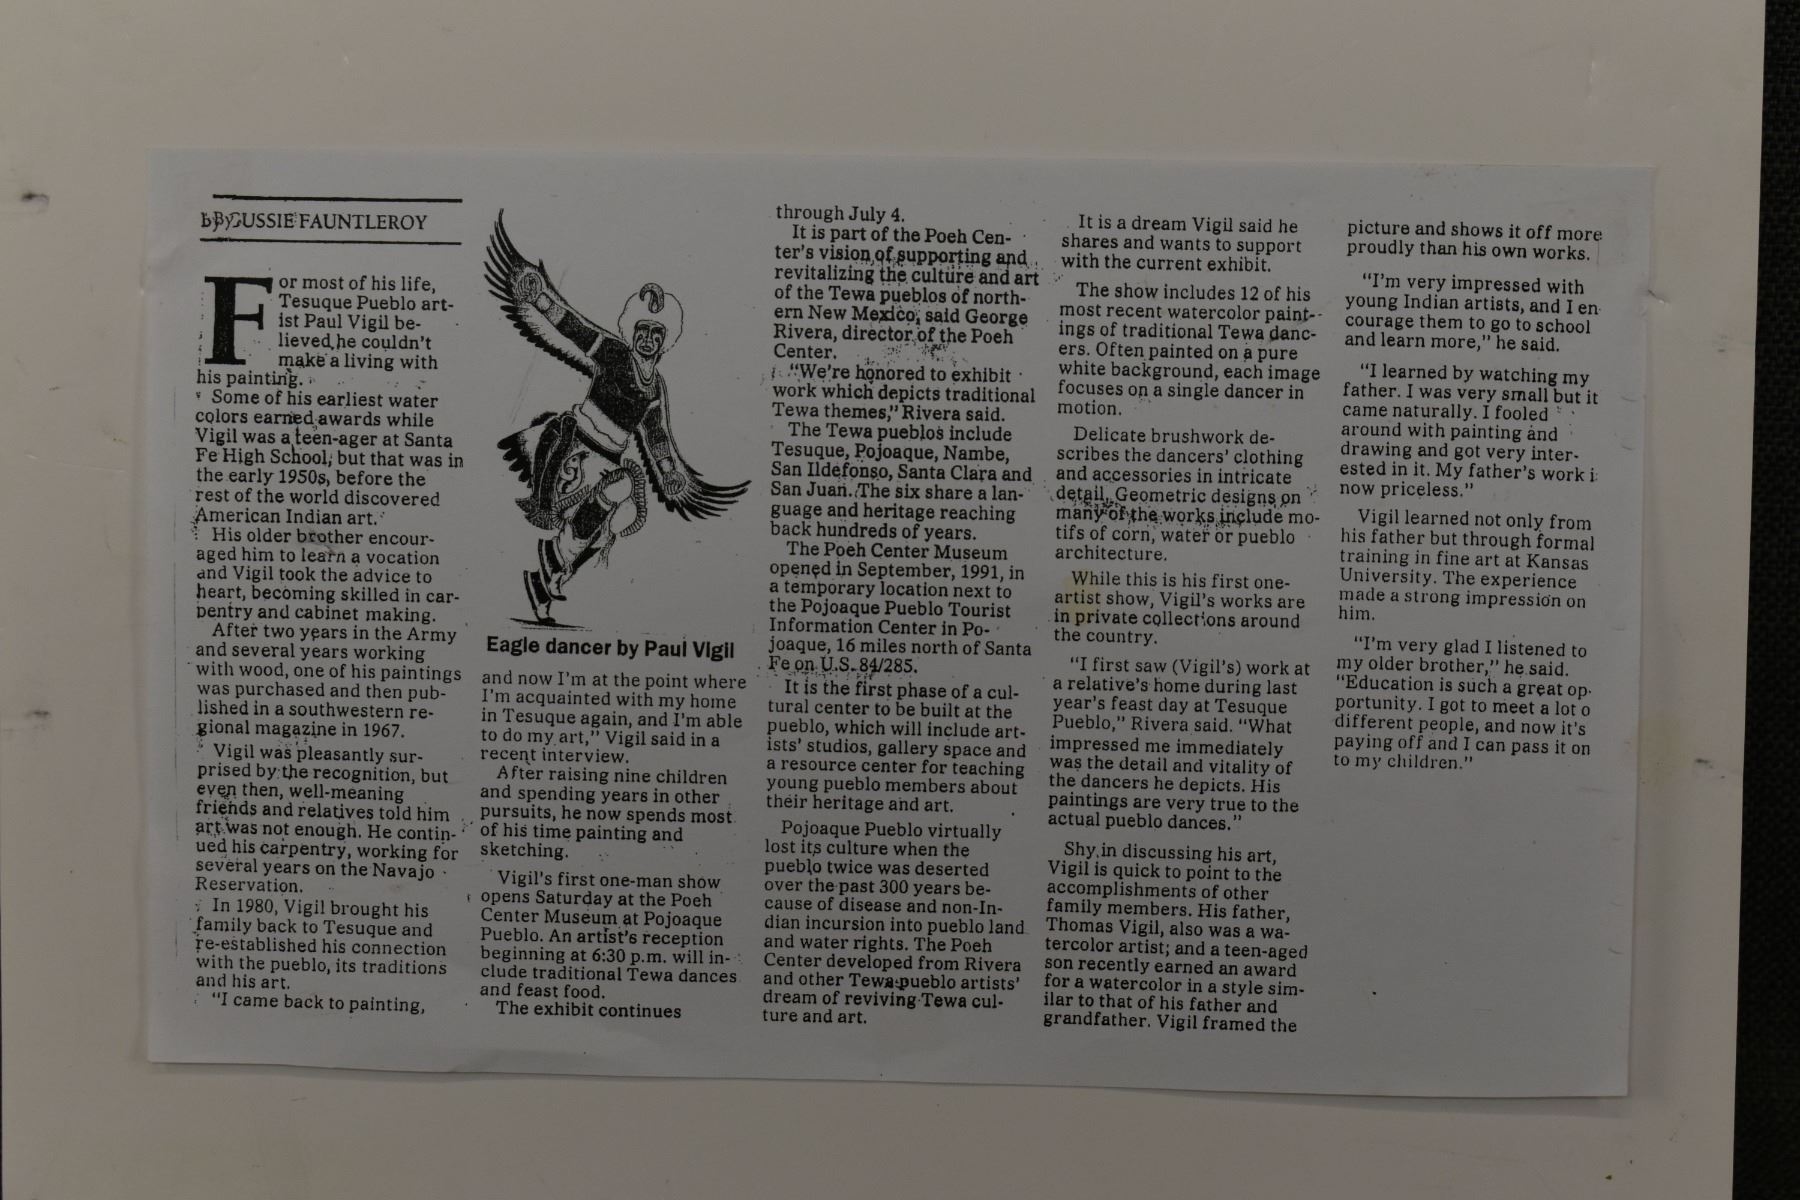 By GUSSIE FAUNTLEROY
For most of his life,
Tesuque Pueblo art-
ist Paul Vigil be-
lieved he couldn't
make a living with
his painting.
Some of his earliest water
colors earned awards while
Vigil was a teen-ager at Santa
Fe High School, but that was in
the early 1950s, before the
rest of the world discovered
American Indian art.
His older brother encour-
aged him to learn a vocation
and Vigil took the advice to
heart, becoming skilled in car-
pentry and cabinet making.
After two years in the Army
and several years working
with wood, one of his paintings
was purchased and then pub-
lished in a southwestern re-
gional magazine in 1967.
Vigil was pleasantly sur-
prised by the recognition, but
even then, well-meaning
friends and relatives told him
art was not enough. He contin-
ued his carpentry, working for
several years on the Navajo
Reservation.
In 1980, Vigil brought his
family back to Tesuque and
re-established his connection
with the pueblo, its traditions
and his art.
"I came back to painting,
Eagle dancer by Paul Vigil
and now I'm at the point where
I'm acquainted with my home
in Tesuque again, and I'm able
to do my art," Vigil said in a
recent interview.
After raising nine children
and spending years in other
pursuits, he now spends most
of his time painting and
sketching.
Vigil's first one-man show
opens Saturday at the Poeh
Center Museum at Pojoaque
Pueblo. An artist's reception
beginning at 6:30 p.m. will in-
clude traditional Tewa dances
and feast food.
The exhibit continues
through July 4.
It is part of the Poeh Cen-
ter's vision of supporting and
revitalizing the culture and art
of the Tewa pueblos of north-
ern New Mexico, said George
Rivera, director of the Poeh
Center.
"We're honored to exhibit
work which depicts traditional
Tewa themes," Rivera said.
The Tewa pueblos include
Tesuque, Pojoaque, Nambe,
San Ildefonso, Santa Clara and
San Juan. The six share a lan-
guage and heritage reaching
back hundreds of years.
The Poeh Center Museum
opened in September, 1991, in
a temporary location next to
the Pojoaque Pueblo Tourist
Information Center in Po-
joaque, 16 miles north of Santa
Fe on U.S. 84/285.
It is the first phase of a cul-
tural center to be built at the
pueblo, which will include art-
ists' studios, gallery space and
a resource center for teaching
young pueblo members about
their heritage and art.
Pojoaque Pueblo virtually
lost its culture when the
pueblo twice was deserted
over the past 300 years be-
cause of disease and non-In-
dian incursion into pueblo land
and water rights. The Poeh
Center developed from Rivera
and other Tewa pueblo artists'
dream of reviving Tewa cul-
ture and art.
It is a dream Vigil said he
shares and wants to support
with the current exhibit.
The show includes 12 of his
most recent watercolor paint-
ings of traditional Tewa danc-
ers. Often painted on a pure
white background, each image
focuses on a single dancer in
motion.
Delicate brushwork de-
scribes the dancers' clothing
and accessories in intricate
detail. Geometric designs on
many of the works include mo-
tifs of corn, water or pueblo
architecture.
While this is his first one-
artist show, Vigil's works are
in private collections around
the country.
"I first saw (Vigil's) work at
a relative's home during last
year's feast day at Tesuque
Pueblo," Rivera said. "What
impressed me immediately
was the detail and vitality of
the dancers he depicts. His
paintings are very true to the
actual pueblo dances."
Shy in discussing his art,
Vigil is quick to point to the
accomplishments of other
family members. His father,
Thomas Vigil, also was a wa-
tercolor artist; and a teen-aged
son recently earned an award
for a watercolor in a style sim-
ilar to that of his father and
grandfather. Vigil framed the
picture and shows it off more
proudly than his own works.
"I'm very impressed with
young Indian artists, and I en
courage them to go to school
and learn more," he said.
"I learned by watching my
father. I was very small but it
came naturally. I fooled
around with painting and
drawing and got very inter-
ested in it. My father's work i
now priceless."
Vigil learned not only from
his father but through formal
training in fine art at Kansas
University. The experience
made a strong impression on
him.
"I'm very glad I listened to
my older brother," he said.
"Education is such a great op-
portunity. I got to meet a lot o
different people, and now it's
paying off and I can pass it on
to my children."